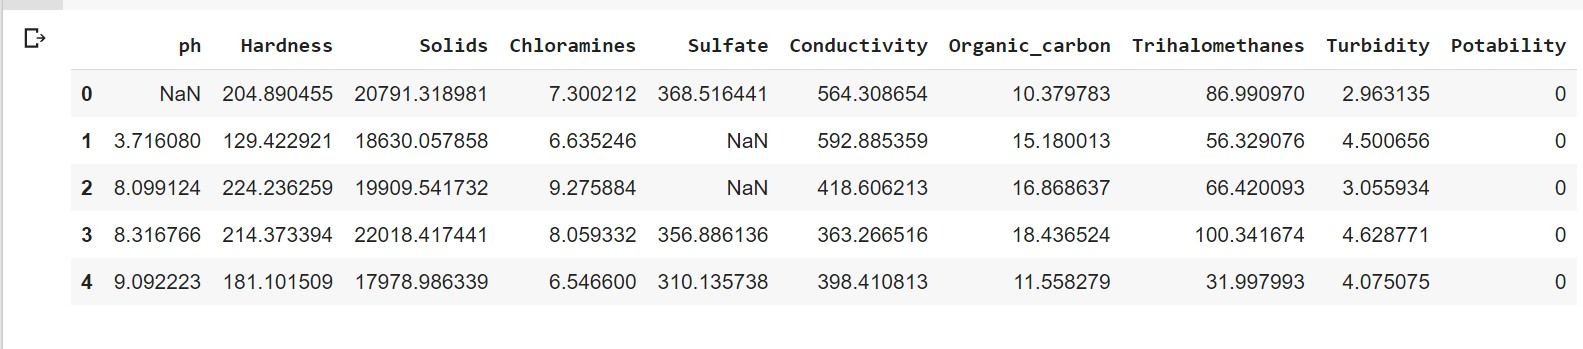 ph Hardness Solids Chloramines Sulfate Conductivity Organic_carbon Trihalomethanes Turbidity Potability
0 NaN 204.890455 20791.318981 7.300212 368.516441 564.308654 10.379783 86.990970 2.963135 0
1 3.716080 129.422921 18630.057858 6.635246 NaN 592.885359 15.180013 56.329076 4.500656 0
2 8.099124 224.236259 19909.541732 9.275884 NaN 418.606213 16.868637 66.420093 3.055934 0
3 8.316766 214.373394 22018.417441 8.059332 356.886136 363.266516 18.436524 100.341674 4.628771 0
4 9.092223 181.101509 17978.986339 6.546600 310.135738 398.410813 11.558279 31.997993 4.075075 0